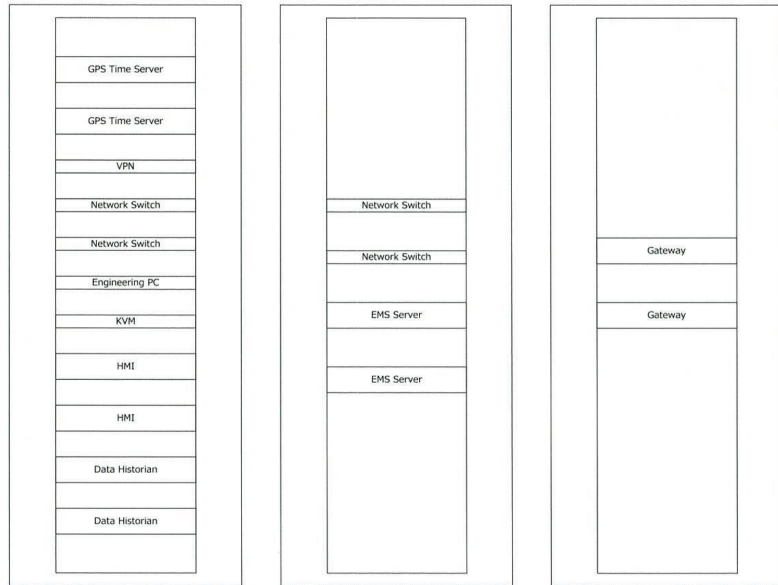 GPS Time Server
GPS Time Server
VPN
Network Switch
Network Switch
Engineering PC
KVM
HMI
HMI
Data Historian
Data Historian
Network Switch
Network Switch
EMS Server
EMS Server
Gateway
Gateway